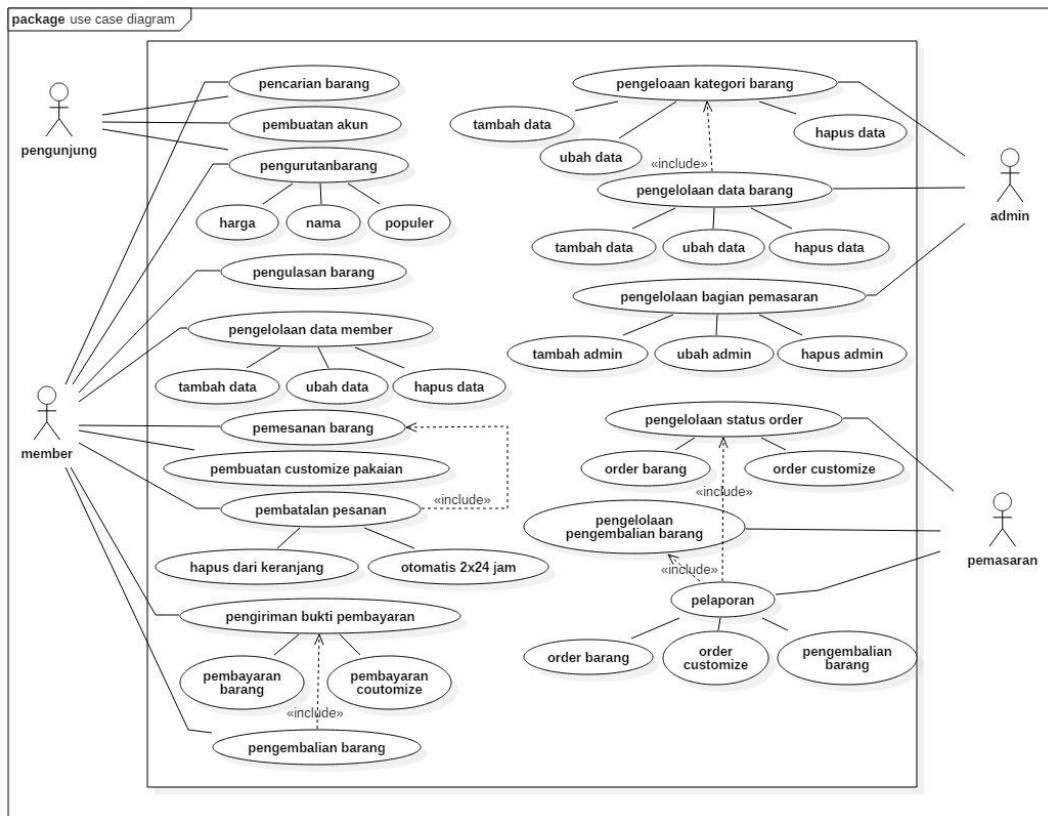 package use case diagram
pengunjung
member
pencarian barang
pembuatan akun
pengurutanbarang
harga
nama
populer
pengulasan barang
pengelolaan data member
tambah data
ubah data
hapus data
pemesanan barang
pembuatan customize pakaian
«include»
pembatalan pesanan
hapus dari keranjang
otomatis 2x24 jam
pengiriman bukti pembayaran
pembayaran
barang
pembayaran
coutomize
«include»
pengembalian barang
pengeloaan kategori barang
tambah data
ubah data
hapus data
«include»
pengelolaan data barang
tambah data
ubah data
hapus data
pengelolaan bagian pemasaran
tambah admin
ubah admin
hapus admin
pengelolaan status order
order barang
order customize
«include»
pengelolaan
pengembalian barang
«include»
pelaporan
order barang
order
customize
pengembalian
barang
admin
pemasaran